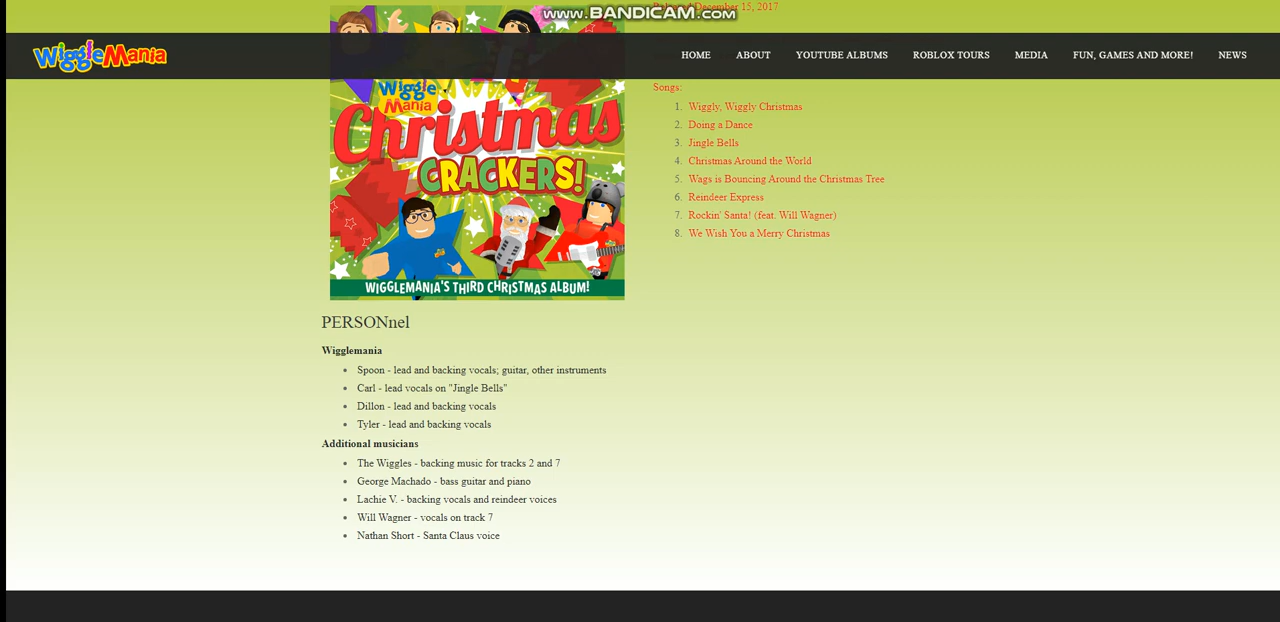 www.BANDICAM.com
December 15, 2017
WiggleMania
HOME
ABOUT
YOUTUBE ALBUMS
ROBLOX TOURS
MEDIA
FUN, GAMES AND MORE!
NEWS
Wiggle
Mania
Christmas
CRACKERS!
WIGGLEMANIA'S THIRD CHRISTMAS ALBUM!
Songs:
1. Wiggly, Wiggly Christmas
2. Doing a Dance
3. Jingle Bells
4. Christmas Around the World
5. Wags is Bouncing Around the Christmas Tree
6. Reindeer Express
7. Rockin' Santa! (feat. Will Wagner)
8. We Wish You a Merry Christmas
PERSONnel
Wigglemania
Spoon - lead and backing vocals; guitar, other instruments
Carl - lead vocals on "Jingle Bells"
Dillon - lead and backing vocals
Tyler - lead and backing vocals
Additional musicians
The Wiggles - backing music for tracks 2 and 7
George Machado - bass guitar and piano
Lachie V. - backing vocals and reindeer voices
Will Wagner - vocals on track 7
Nathan Short - Santa Claus voice